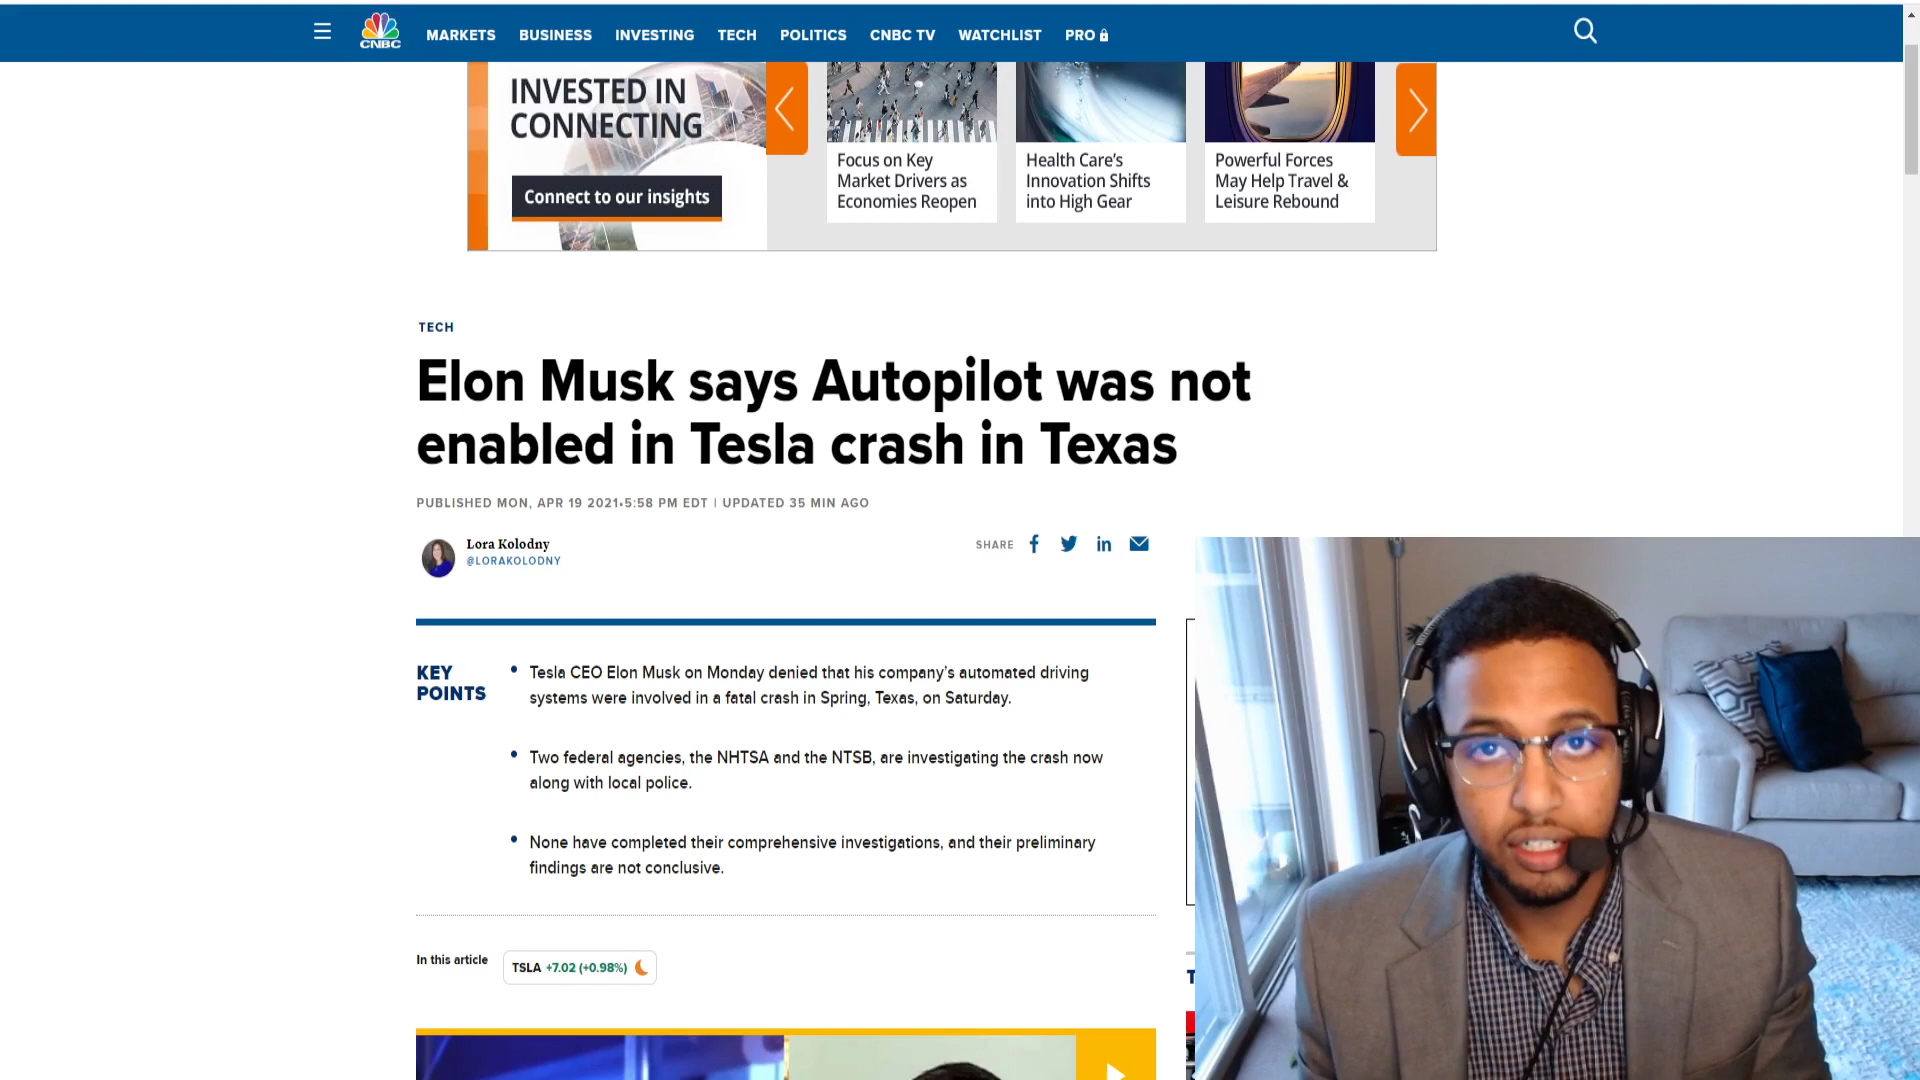 CNBC
MARKETS BUSINESS INVESTING TECH POLITICS CNBC TV WATCHLIST PRO
INVESTED IN
CONNECTING
Connect to our insights
Focus on Key
Market Drivers as
Economies Reopen
Health Care's
Innovation Shifts
into High Gear
Powerful Forces
May Help Travel &
Leisure Rebound
TECH
Elon Musk says Autopilot was not
enabled in Tesla crash in Texas
PUBLISHED MON, APR 19 2021•5:58 PM EDT | UPDATED 35 MIN AGO
Lora Kolodny
@LORAKOLODNY
SHARE
KEY
POINTS
Tesla CEO Elon Musk on Monday denied that his company's automated driving
systems were involved in a fatal crash in Spring, Texas, on Saturday.
Two federal agencies, the NHTSA and the NTSB, are investigating the crash now
along with local police.
None have completed their comprehensive investigations, and their preliminary
findings are not conclusive.
In this article
TSLA +7.02 (+0.98%)